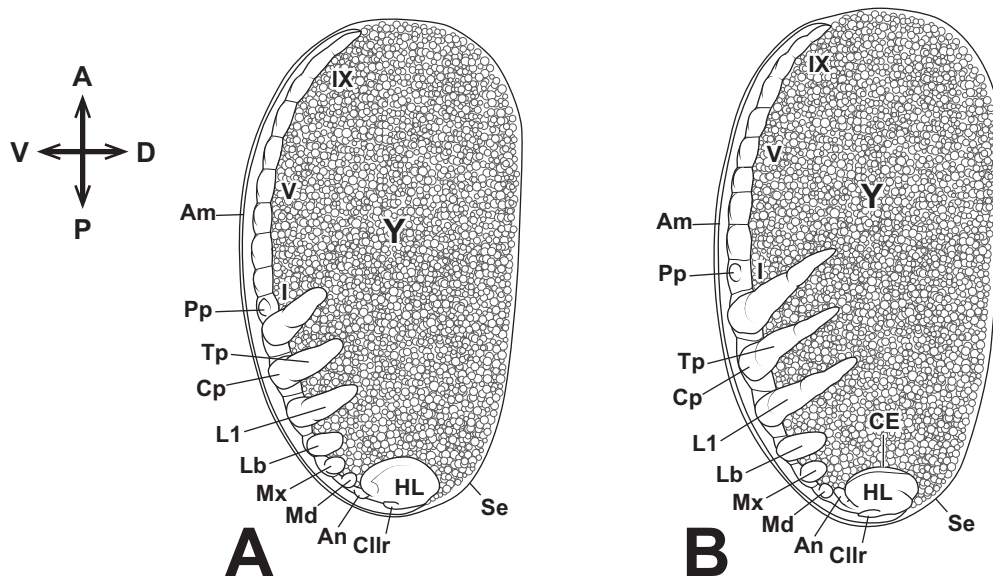 A
V D
P
IX
V
Am
Y
I
Pp
Tp
Cp
L1
Lb
Mx
Md
An
Cllr
HL
Se
A
IX
V
Y
Am
Pp
I
Tp
Cp
L1
CE
Lb
Mx
Md
An
Cllr
HL
Se
B